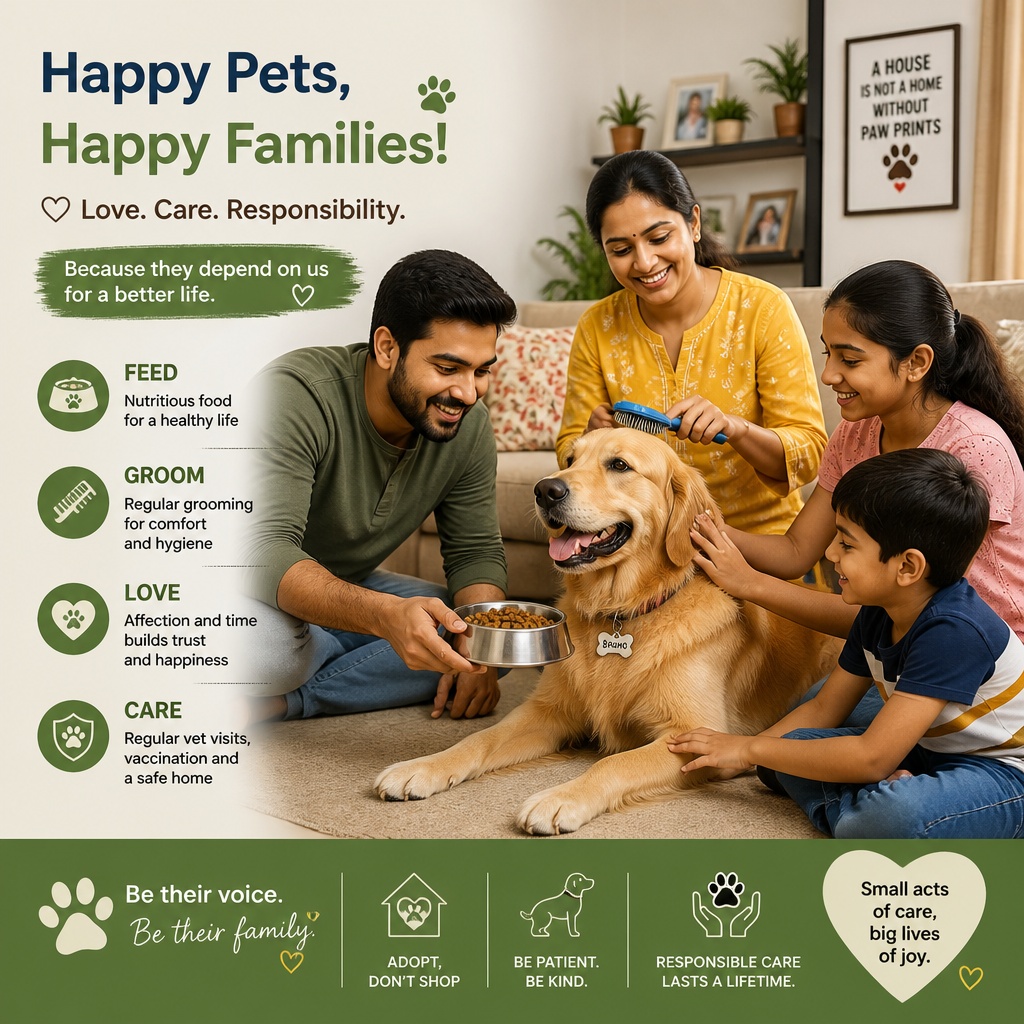 Happy Pets,
Happy Families!
Love. Care. Responsibility.
Because they depend on us
for a better life.
FEED
Nutritious food
for a healthy life
GROOM
Regular grooming
for comfort
and hygiene
LOVE
Affection and time
builds trust
and happiness
CARE
Regular vet visits,
vaccination and
a safe home
A HOUSE
IS NOT A HOME
WITHOUT
PAW PRINTS
BRUNO
Be their voice.
Be their family.
ADOPT,
DON'T SHOP
BE PATIENT.
BE KIND.
RESPONSIBLE CARE
LASTS A LIFETIME.
Small acts
of care,
big lives
of joy.